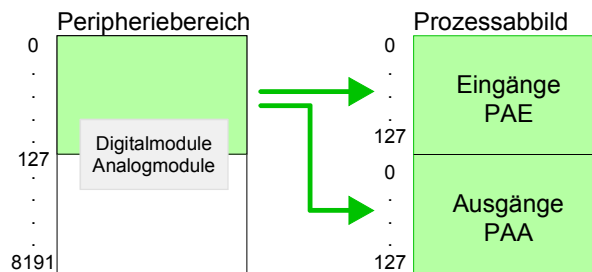 Peripheriebereich
0
.
.
.
.
127
.
.
.
.
8191
Digitalmodule
Analogmodule
Prozessabbild
0
.
.
.
127
0
.
.
.
127
Eingänge
PAE
Ausgänge
PAA